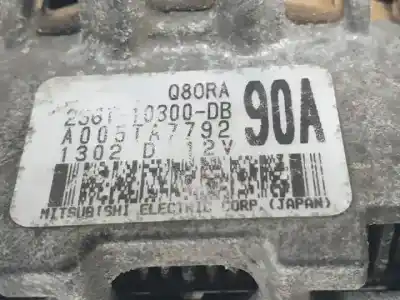 Q80RA
2S6T-10300-DB 90A
A005TA7792
1302 D 12V
MITSUBISHI ELECTRIC CORP.(JAPAN)